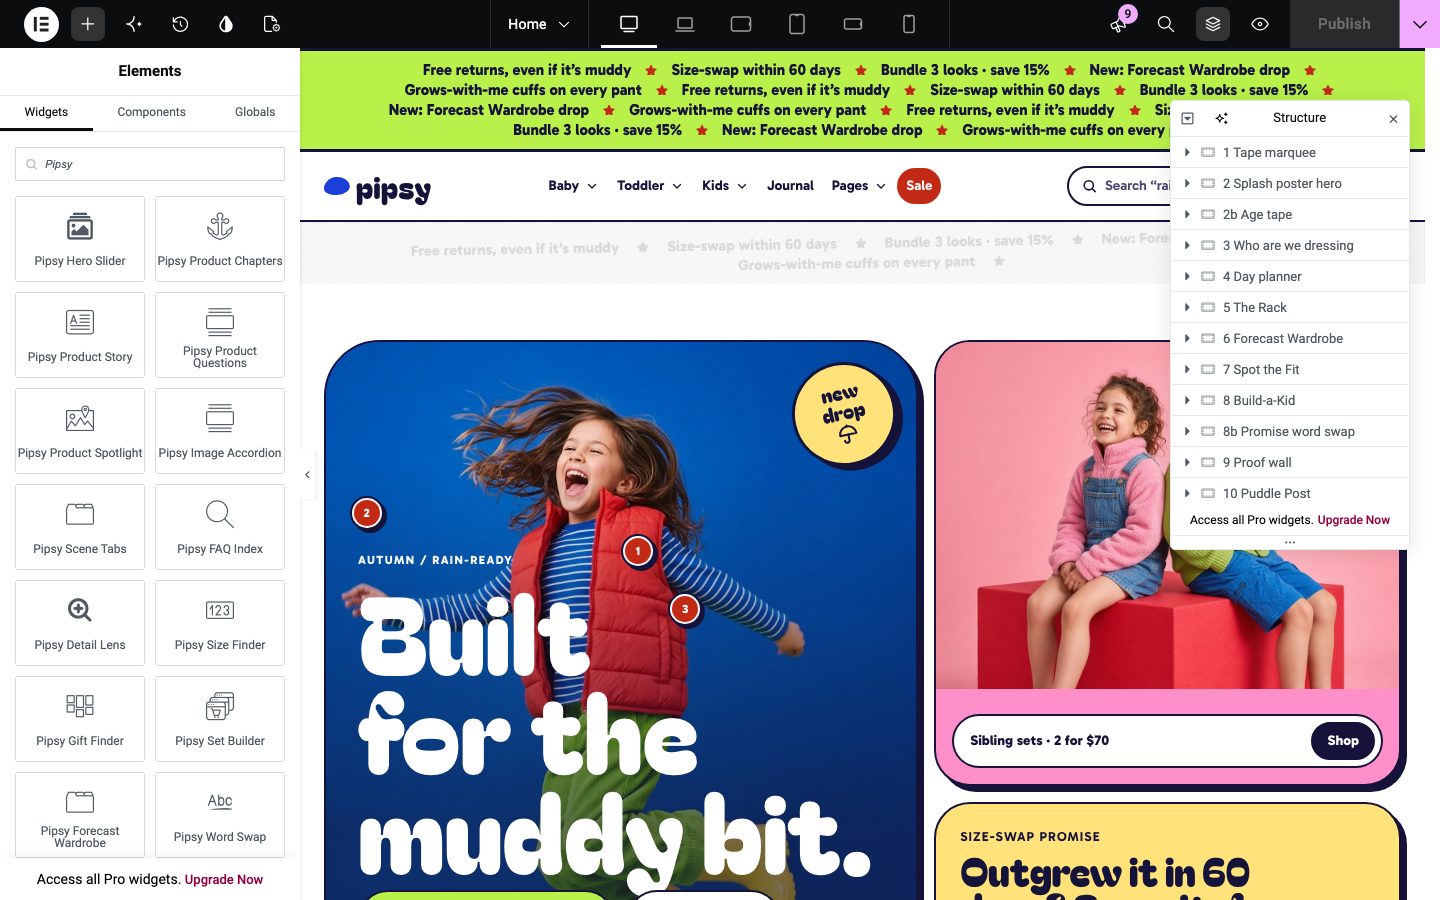 Home
9
Publish
Elements
Widgets
Components
Globals
Pipsy
Pipsy Hero Slider
Pipsy Product Chapters
Pipsy Product Story
Pipsy Product
Questions
Pipsy Product Spotlight
Pipsy Image Accordion
Pipsy Scene Tabs
Pipsy FAQ Index
Pipsy Detail Lens
123
Pipsy Size Finder
Pipsy Gift Finder
Pipsy Set Builder
Pipsy Forecast
Wardrobe
Abc
Pipsy Word Swap
Access all Pro widgets. Upgrade Now
Free returns, even if it's muddy ★ Size-swap within 60 days ★ Bundle 3 looks · save 15% ★ New: Forecast Wardrobe drop ★
Grows-with-me cuffs on every pant ★ Free returns, even if it's muddy ★ Size-swap within 60 days ★ Bundle 3 looks · save 15% ★
New: Forecast Wardrobe drop ★ Grows-with-me cuffs on every pant ★ Free returns, even if it's muddy ★
Bundle 3 looks · save 15% ★ New: Forecast Wardrobe drop ★ Grows-with-me cuffs on every
pipsy
Baby
Toddler
Kids
Journal
Pages
Sale
Search
Free returns, even if it's muddy ★ Size-swap within 60 days ★ Bundle 3 looks · save 15% ★ New:
Grows-with-me cuffs on every pant ★
new
drop
2
1
3
AUTUMN / RAIN-READY
Built
for the
muddy bit.
Sibling sets · 2 for $70
Shop
SIZE-SWAP PROMISE
Outgrew it in 60
Structure
1 Tape marquee
2 Splash poster hero
2b Age tape
3 Who are we dressing
4 Day planner
5 The Rack
6 Forecast Wardrobe
7 Spot the Fit
8 Build-a-Kid
8b Promise word swap
9 Proof wall
10 Puddle Post
Access all Pro widgets. Upgrade Now